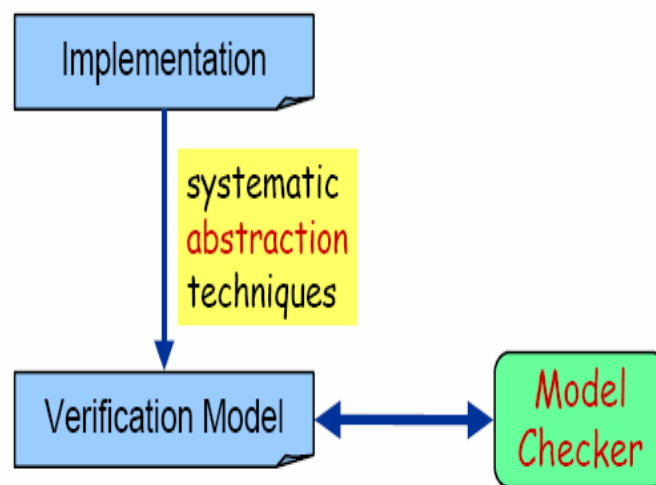 Implementation
systematic
abstraction
techniques
Verification Model
Model
Checker